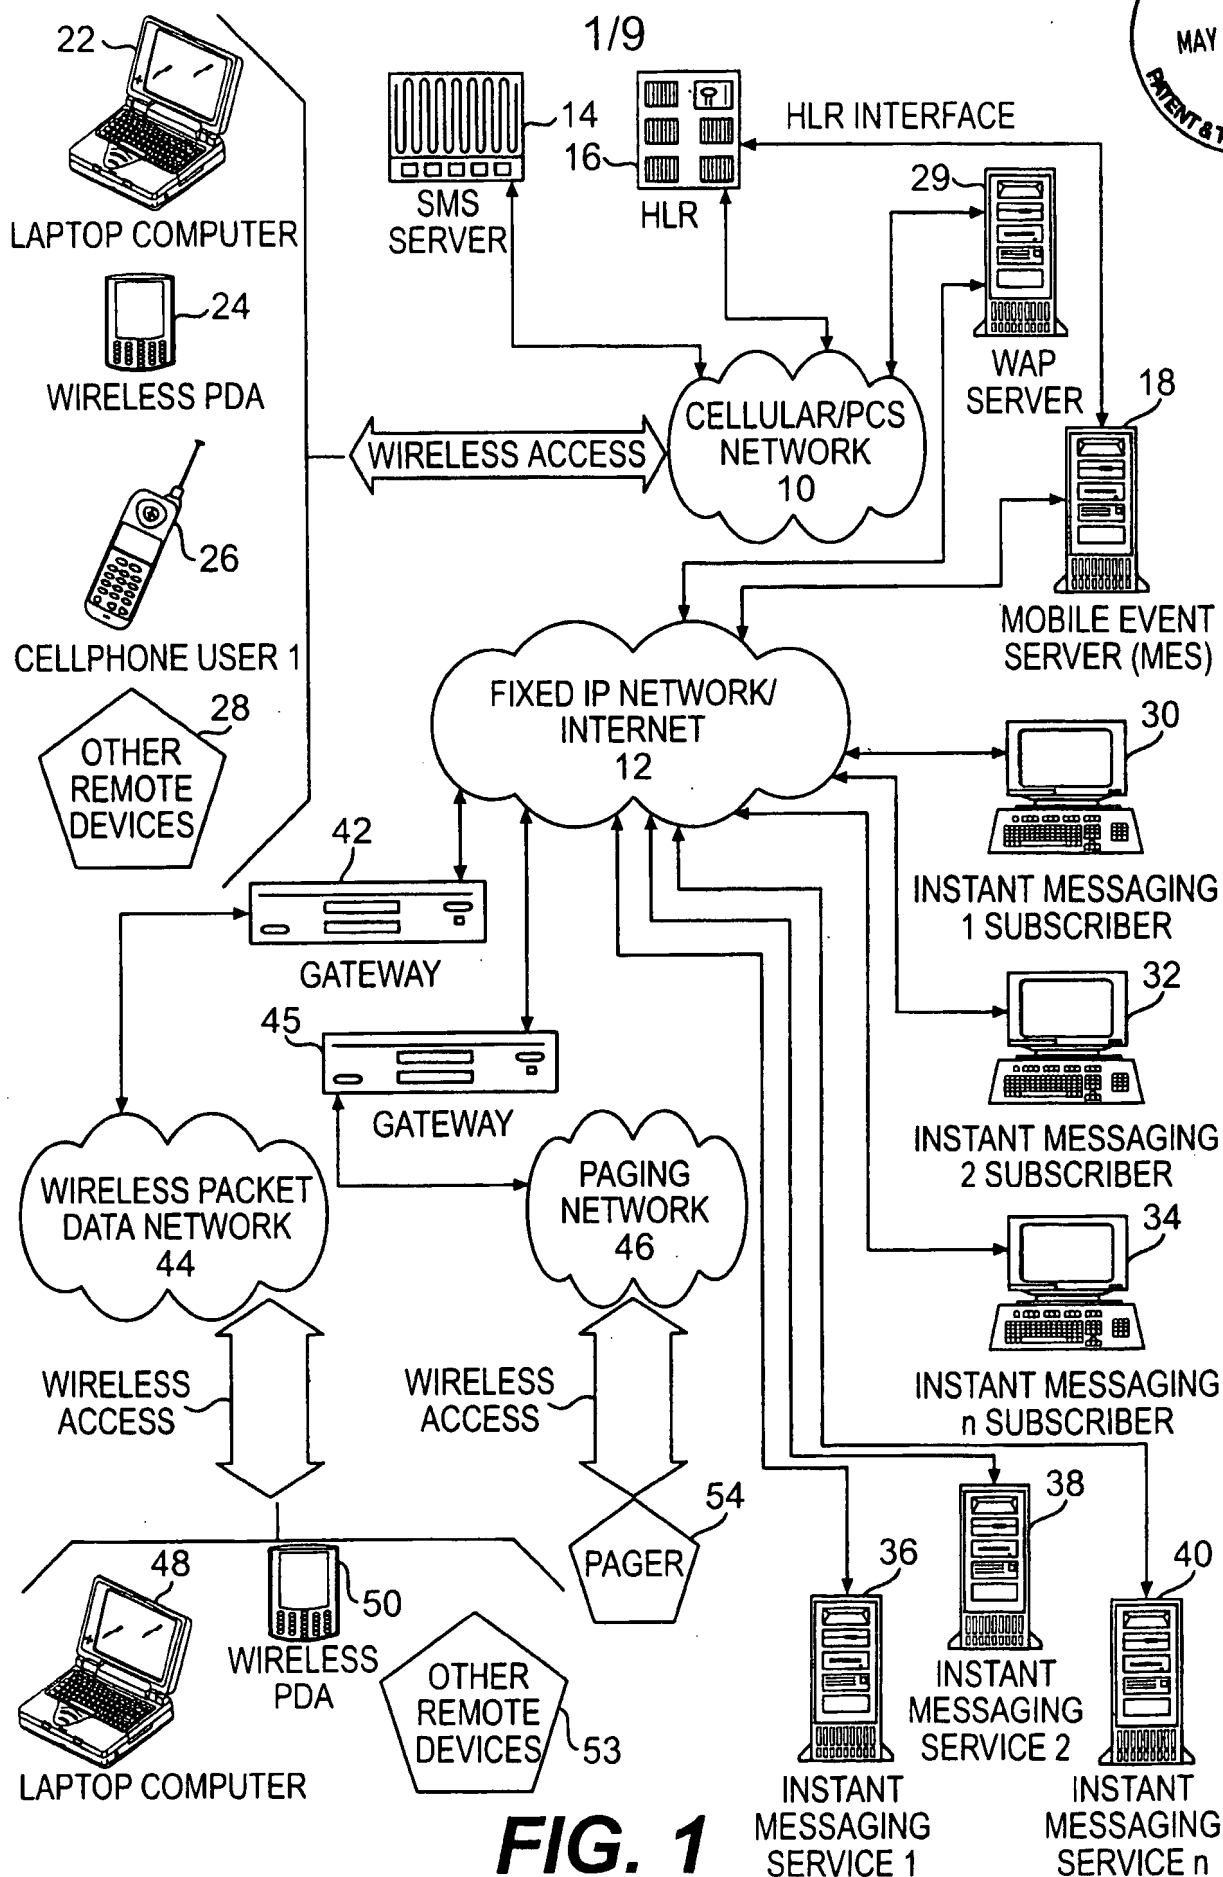 1/9
MAY
PATENT & T
22
LAPTOP COMPUTER
24
WIRELESS PDA
26
CELLPHONE USER 1
28
OTHER
REMOTE
DEVICES
14
SMS
SERVER
16
HLR
HLR INTERFACE
29
WAP
SERVER
18
MOBILE EVENT
SERVER (MES)
WIRELESS ACCESS
CELLULAR/PCS
NETWORK
10
FIXED IP NETWORK/
INTERNET
12
30
INSTANT MESSAGING
1 SUBSCRIBER
32
INSTANT MESSAGING
2 SUBSCRIBER
34
INSTANT MESSAGING
n SUBSCRIBER
42
GATEWAY
45
GATEWAY
WIRELESS PACKET
DATA NETWORK
44
PAGING
NETWORK
46
WIRELESS
ACCESS
WIRELESS
ACCESS
48
LAPTOP COMPUTER
50
WIRELESS
PDA
OTHER
REMOTE
DEVICES
53
54
PAGER
36
INSTANT
MESSAGING
SERVICE 1
38
INSTANT
MESSAGING
SERVICE 2
40
INSTANT
MESSAGING
SERVICE n
FIG. 1